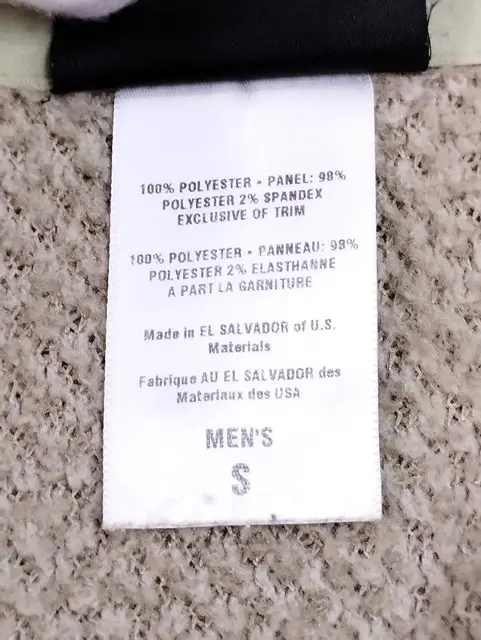 100% POLYESTER - PANEL: 98%
POLYESTER 2% SPANDEX
EXCLUSIVE OF TRIM
100% POLYESTER - PANNEAU: 98%
POLYESTER 2% ELASTHANNE
A PART LA GARNITURE
Made in EL SALVADOR of U.S.
Materials
Fabrique AU EL SALVADOR des
Materiaux des USA
MEN'S
S